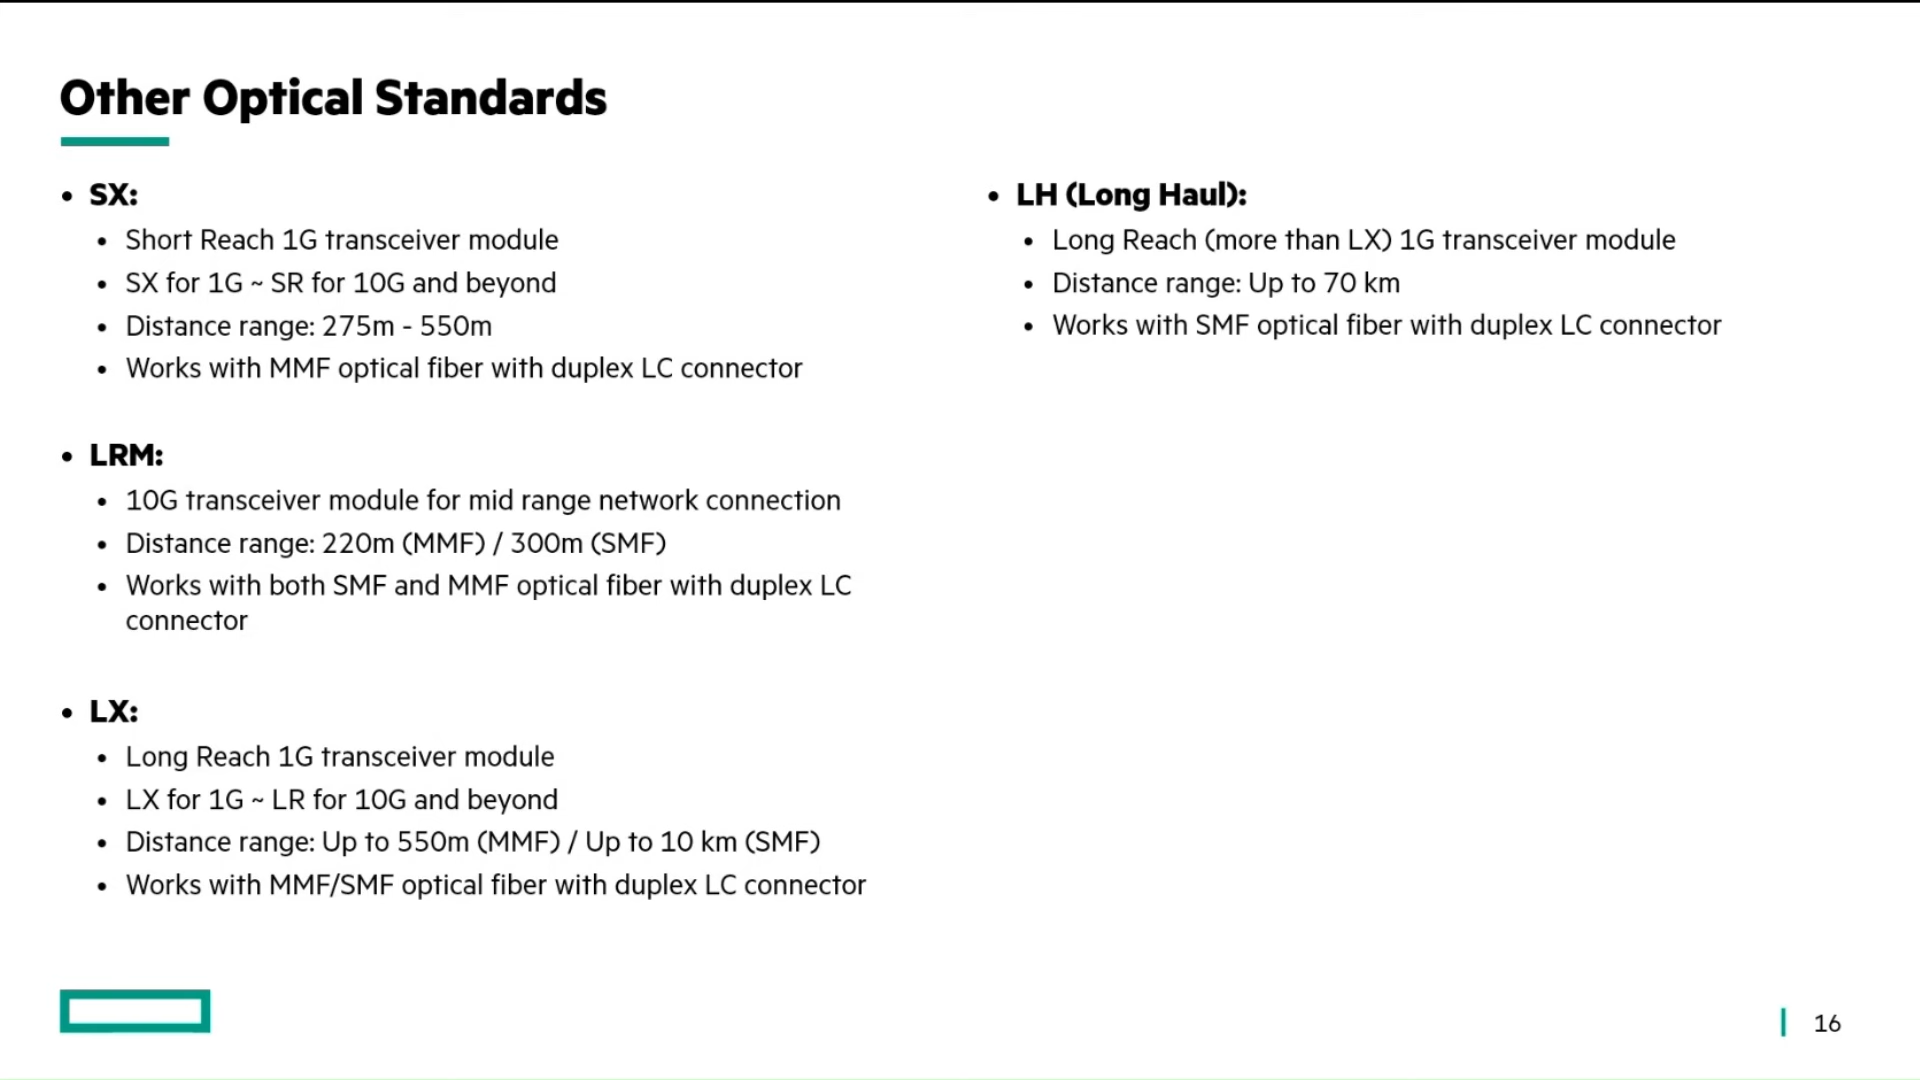 Other Optical Standards
• SX:
• Short Reach 1G transceiver module
• SX for 1G ~ SR for 10G and beyond
• Distance range: 275m - 550m
• Works with MMF optical fiber with duplex LC connector
• LRM:
• 10G transceiver module for mid range network connection
• Distance range: 220m (MMF) / 300m (SMF)
• Works with both SMF and MMF optical fiber with duplex LC
connector
• LX:
• Long Reach 1G transceiver module
• LX for 1G ~ LR for 10G and beyond
• Distance range: Up to 550m (MMF) / Up to 10 km (SMF)
• Works with MMF/SMF optical fiber with duplex LC connector
• LH (Long Haul):
• Long Reach (more than LX) 1G transceiver module
• Distance range: Up to 70 km
• Works with SMF optical fiber with duplex LC connector
16